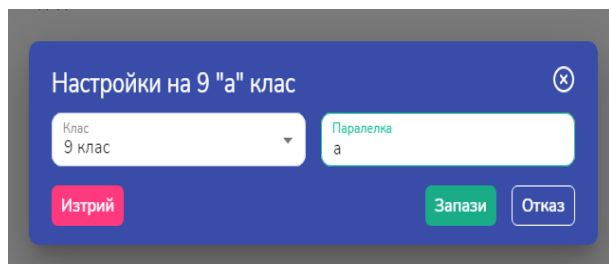 Настройки на 9 "а" клас
Клас
9 клас
Паралелка
а
Изтрий
Запази
Отказ